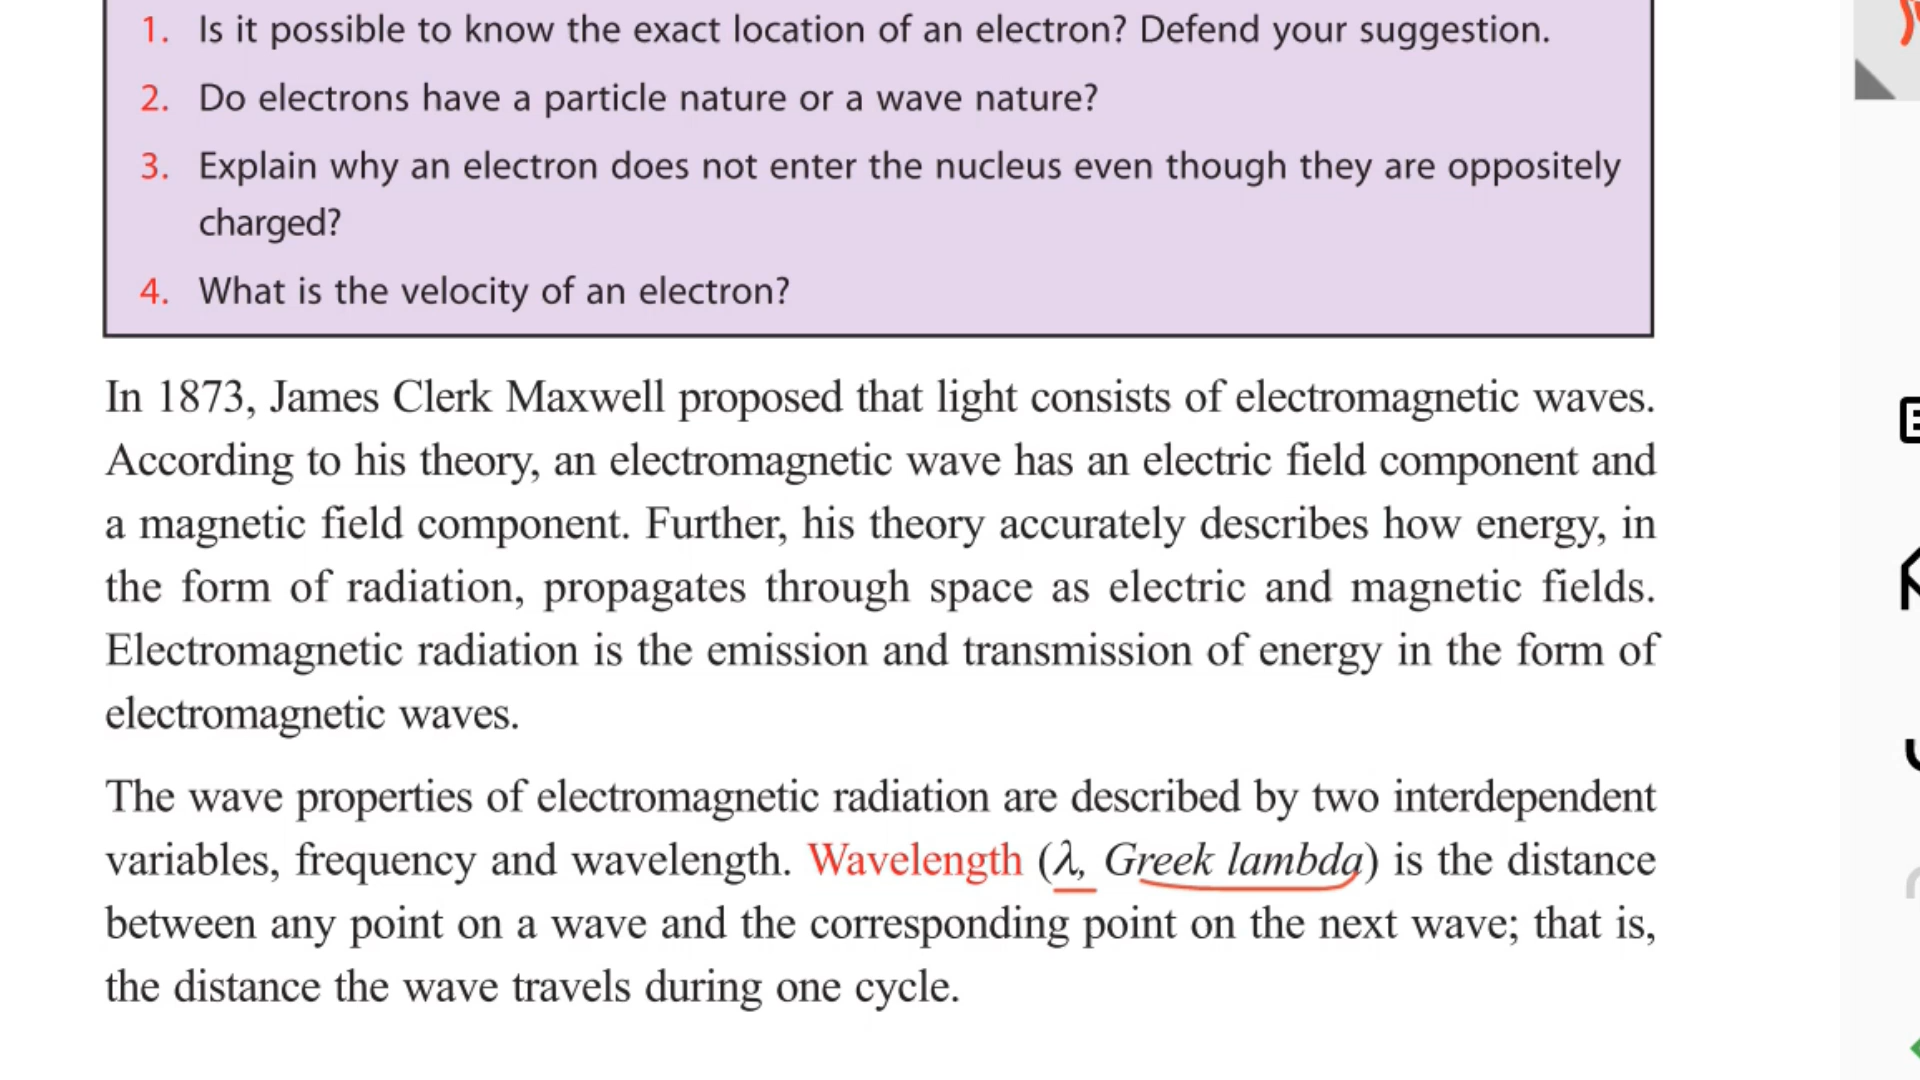 1. Is it possible to know the exact location of an electron? Defend your suggestion.
2. Do electrons have a particle nature or a wave nature?
3. Explain why an electron does not enter the nucleus even though they are oppositely
charged?
4. What is the velocity of an electron?
In 1873, James Clerk Maxwell proposed that light consists of electromagnetic waves.
According to his theory, an electromagnetic wave has an electric field component and
a magnetic field component. Further, his theory accurately describes how energy, in
the form of radiation, propagates through space as electric and magnetic fields.
Electromagnetic radiation is the emission and transmission of energy in the form of
electromagnetic waves.
The wave properties of electromagnetic radiation are described by two interdependent
variables, frequency and wavelength. Wavelength (λ, Greek lambda) is the distance
between any point on a wave and the corresponding point on the next wave; that is,
the distance the wave travels during one cycle.